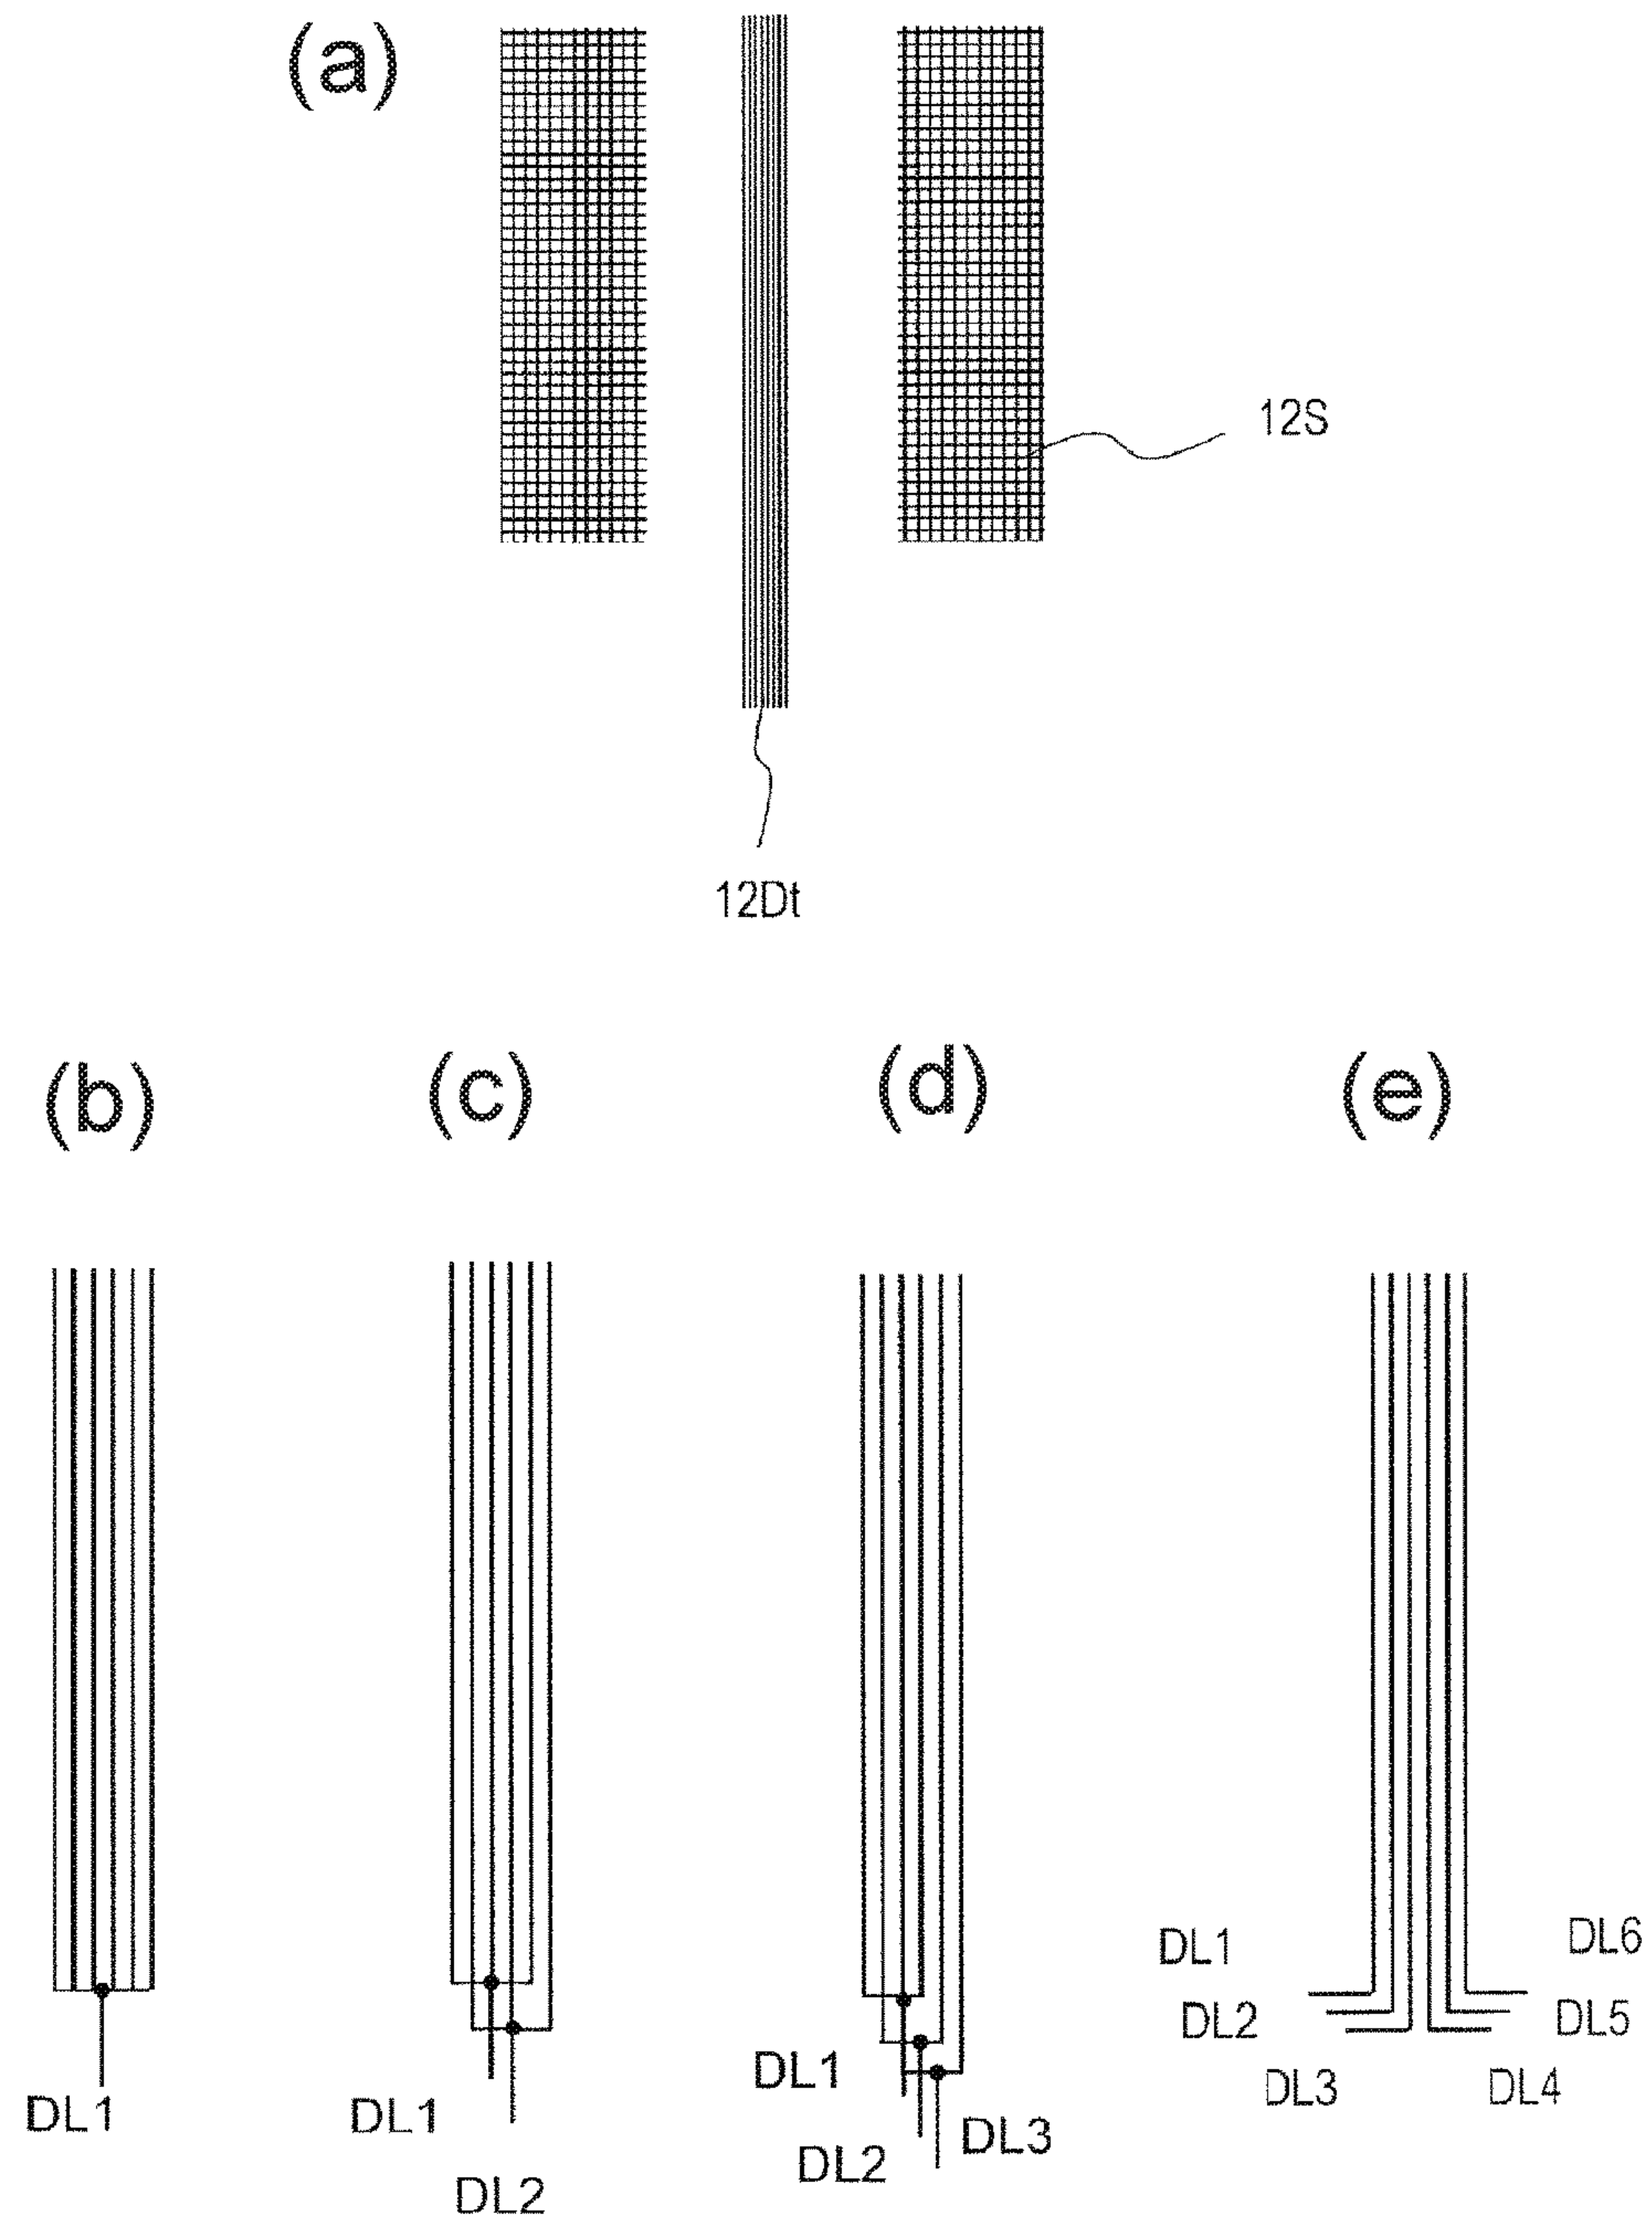 (a)
12S
12Dt
(b) (c) (d) (e)
DL1
DL1
DL2
DL1
DL2
DL3
DL1
DL2
DL3
DL6
DL5
DL4